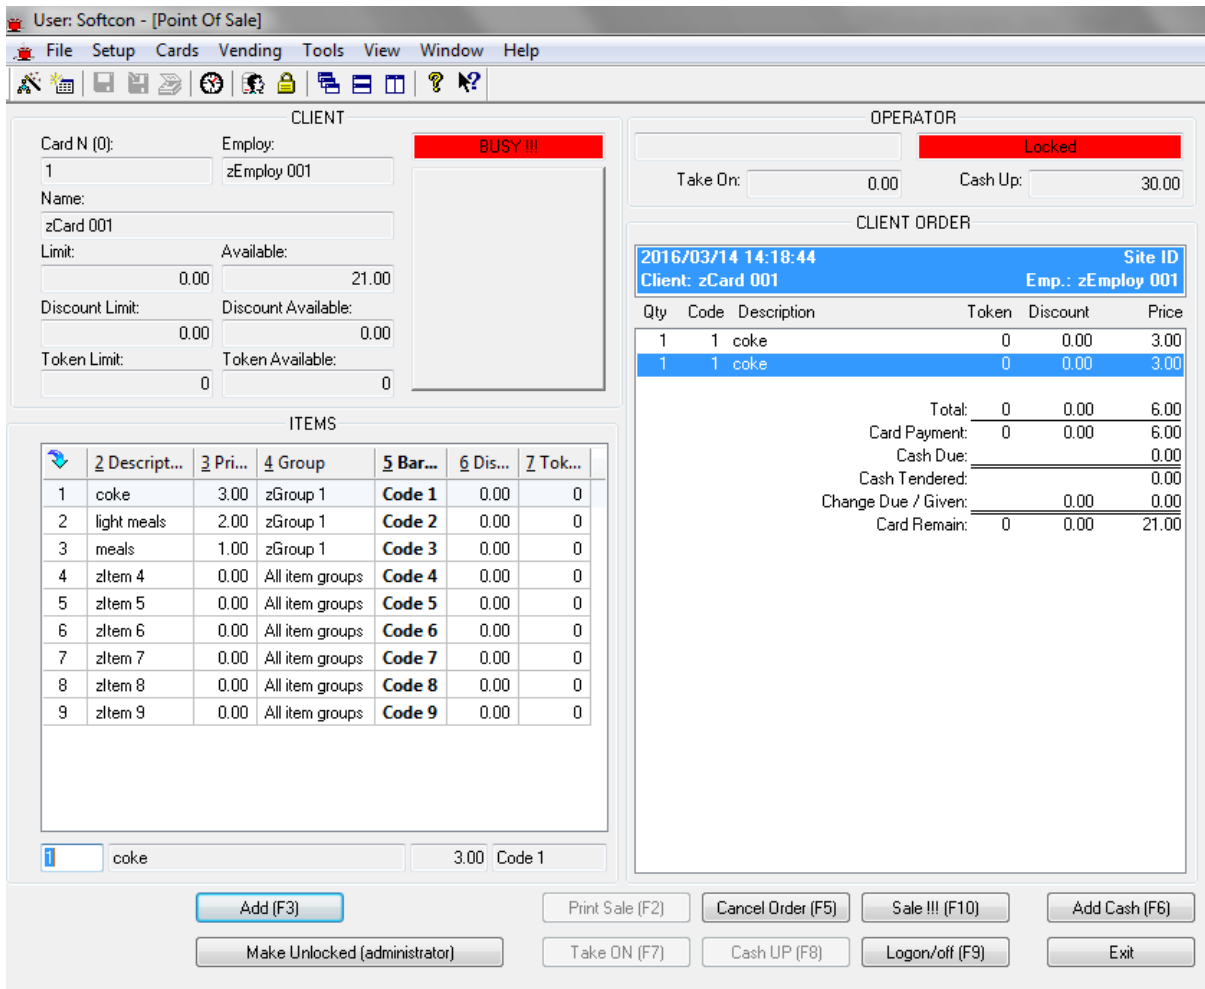 User: Softcon - [Point Of Sale]
File Setup Cards Vending Tools View Window Help
CLIENT
Card N (0): Employ:
1 zEmploy 001
BUSY !!!
Name:
zCard 001
Limit: Available:
0.00 21.00
Discount Limit: Discount Available:
0.00 0.00
Token Limit: Token Available:
0 0
OPERATOR
Locked
Take On: 0.00 Cash Up: 30.00
CLIENT ORDER
2016/03/14 14:18:44 Site ID
Client: zCard 001 Emp.: zEmploy 001
Qty Code Description Token Discount Price
1 1 coke 0 0.00 3.00
1 1 coke 0 0.00 3.00
Total: 0 0.00 6.00
Card Payment: 0 0.00 6.00
Cash Due: 0.00
Cash Tendered: 0.00
Change Due / Given: 0.00 0.00
Card Remain: 0 0.00 21.00
ITEMS
2 Descript... 3 Pri... 4 Group 5 Bar... 6 Dis... 7 Tok...
1 coke 3.00 zGroup 1 Code 1 0.00 0
2 light meals 2.00 zGroup 1 Code 2 0.00 0
3 meals 1.00 zGroup 1 Code 3 0.00 0
4 zItem 4 0.00 All item groups Code 4 0.00 0
5 zItem 5 0.00 All item groups Code 5 0.00 0
6 zItem 6 0.00 All item groups Code 6 0.00 0
7 zItem 7 0.00 All item groups Code 7 0.00 0
8 zItem 8 0.00 All item groups Code 8 0.00 0
9 zItem 9 0.00 All item groups Code 9 0.00 0
1 coke 3.00 Code 1
Add (F3) Print Sale (F2) Cancel Order (F5) Sale !!! (F10) Add Cash (F6)
Make Unlocked (administrator) Take ON (F7) Cash UP (F8) Logon/off (F9) Exit